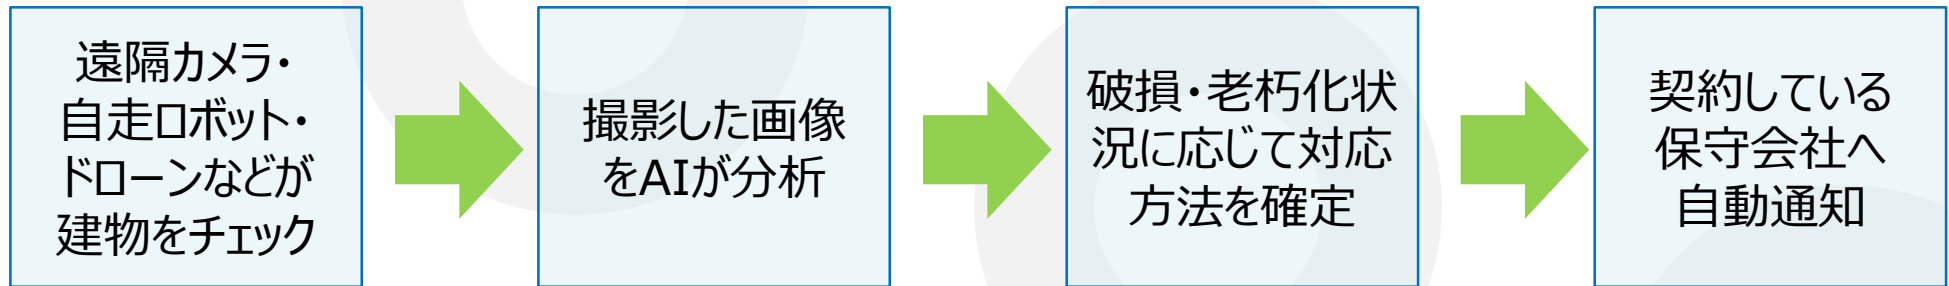 遠隔カメラ・
自走ロボット・
ドローンなどが
建物をチェック
撮影した画像
をAIが分析
破損・老朽化状
況に応じて対応
方法を確定
契約している
保守会社へ
自動通知